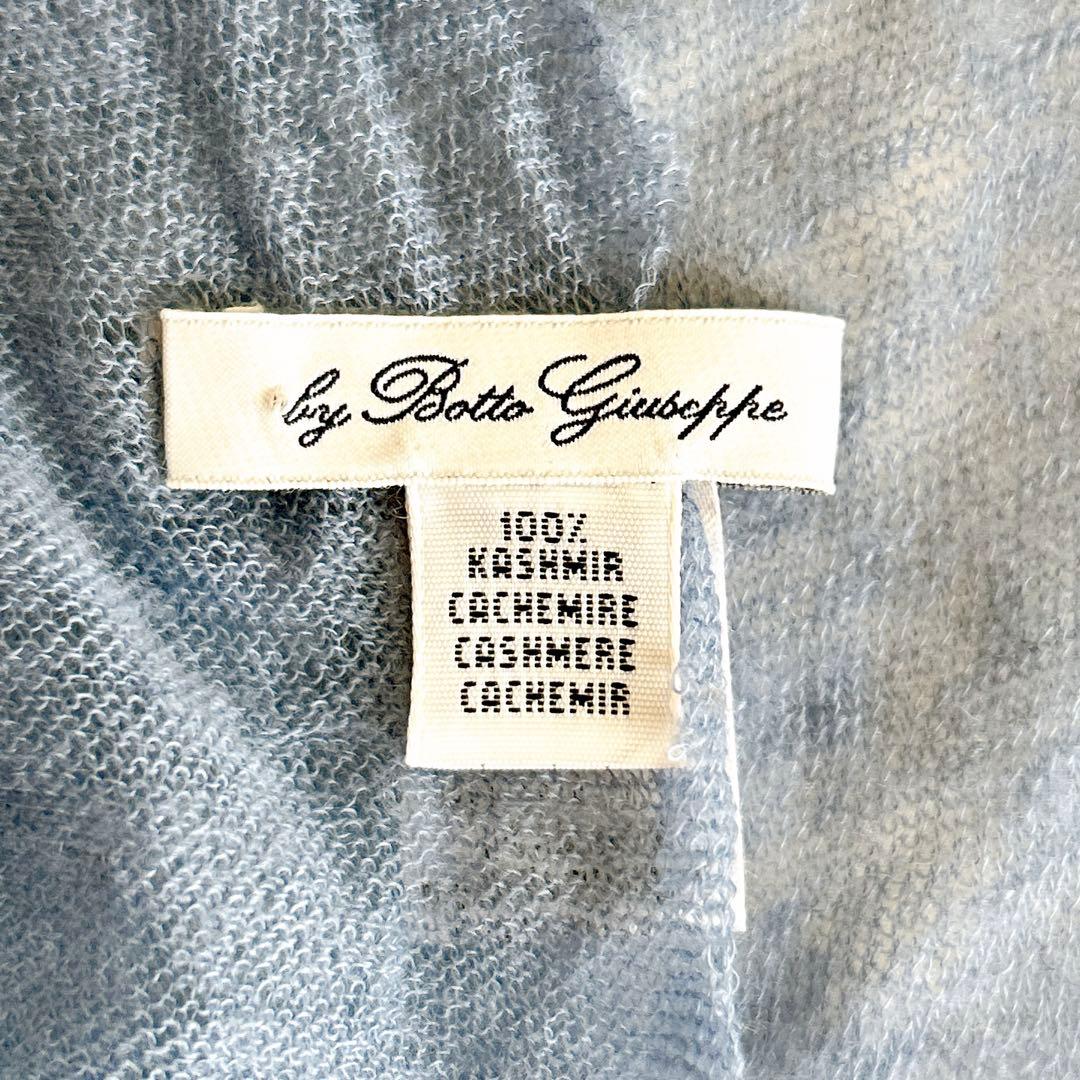 by Botto Giuseppe
100%
KASHMIR
CACHEMIRE
CASHMERE
CACHEMIR